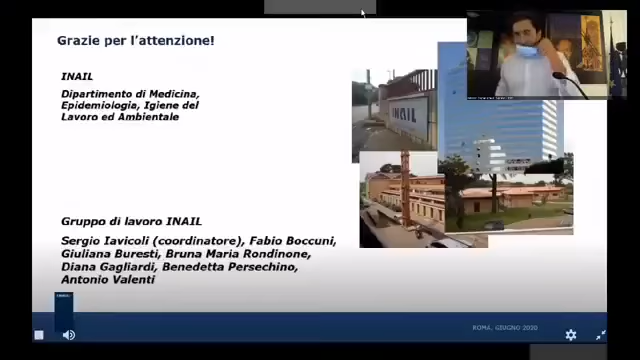 Grazie per l'attenzione!
INAIL
Dipartimento di Medicina,
Epidemiologia, Igiene del
Lavoro ed Ambientale
INAIL
Gruppo di lavoro INAIL
Sergio Iavicoli (coordinatore), Fabio Boccuni,
Giuliana Buresti, Bruna Maria Rondinone,
Diana Gagliardi, Benedetta Persechino,
Antonio Valenti
ROMA, GIUGNO 2020